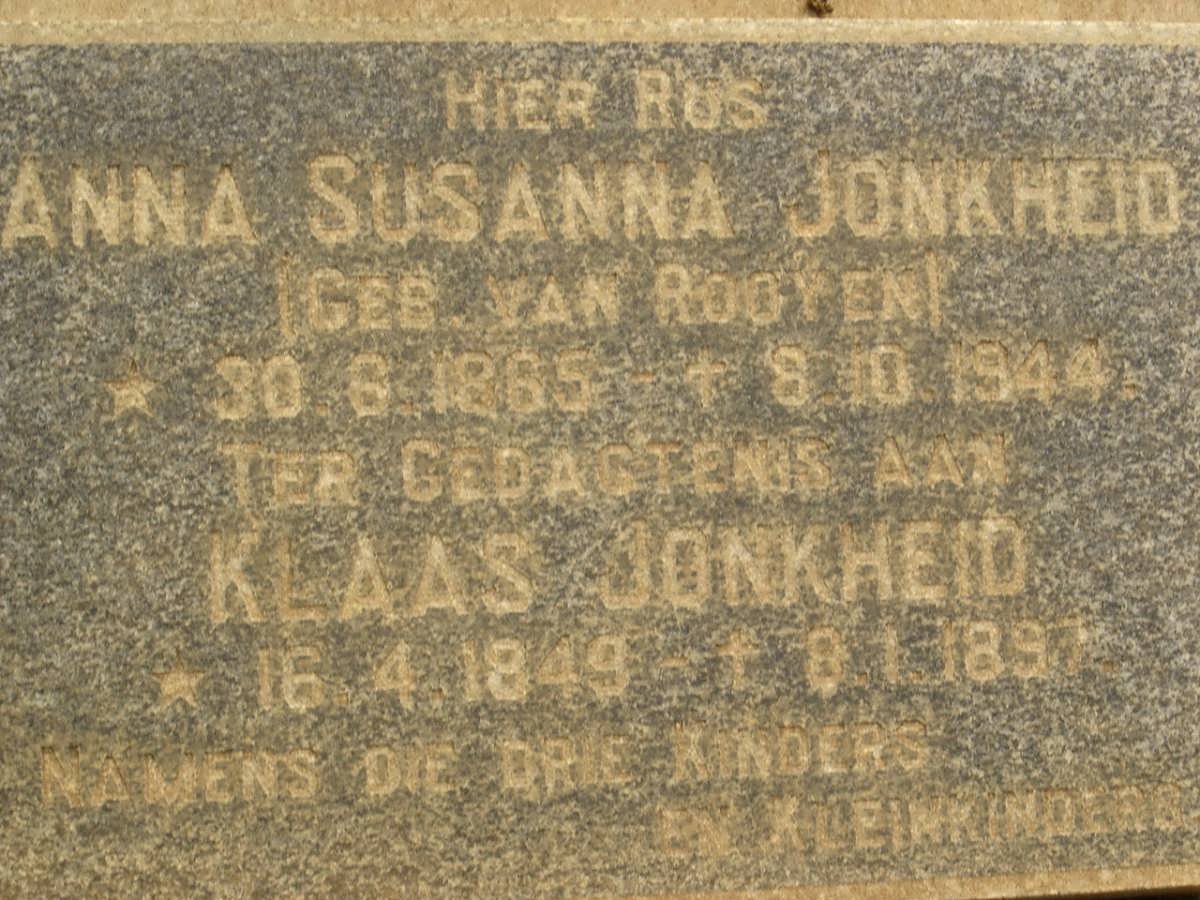 HIER RUS
ANNA SUSANNA JONKHEID
(GEB. VAN ROOYEN)
★ 30.8.1865 - † 8.10.1944.
TER GEDAGTENIS AAN
KLAAS JONKHEID
★ 16.4.1849 - † 8.1.1897.
NAMENS DIE DRIE KINDERS
EN KLEINKINDERS